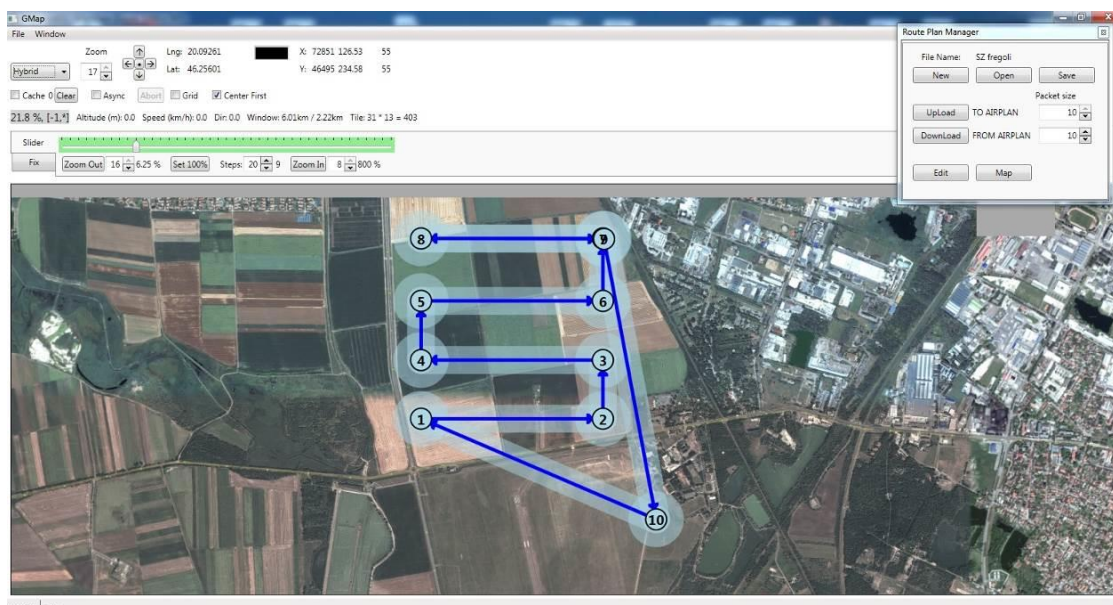 GMap
File Window
Zoom
Hybrid 17
Lng: 20.09261
Lat: 46.25601
X: 72851 126.53 55
Y: 46495 234.58 55
Cache 0 Clear Async Abort Grid Center First
21.8 %, [-1,*] Altitude (m): 0.0 Speed (km/h): 0.0 Dir: 0.0 Window: 6.01km / 2.22km Tile: 31 * 13 = 403
Slider
Fix Zoom Out 16 6.25 % Set 100% Steps: 20 9 Zoom In 8 800 %
Route Plan Manager
File Name: SZ fregoli
New Open Save
Packet size
UpLoad TO AIRPLAN 10
DownLoad FROM AIRPLAN 10
Edit Map
8 9
5 6
4 3
1 2
10